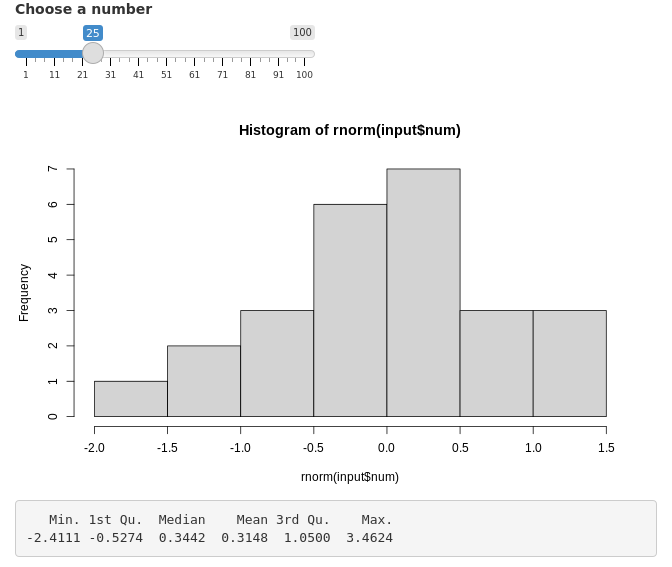 Choose a number
1 25 100
1 11 21 31 41 51 61 71 81 91 100
Histogram of rnorm(input$num)
Frequency
7
6
5
4
3
2
1
0
-2.0 -1.5 -1.0 -0.5 0.0 0.5 1.0 1.5
rnorm(input$num)
Min. 1st Qu. Median Mean 3rd Qu. Max.
-2.4111 -0.5274 0.3442 0.3148 1.0500 3.4624